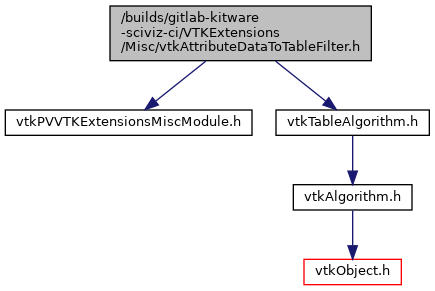 /builds/gitlab-kitware
-sciviz-ci/VTKExtensions
/Misc/vtkAttributeDataToTableFilter.h
vtkPVVTKExtensionsMiscModule.h
vtkTableAlgorithm.h
vtkAlgorithm.h
vtkObject.h